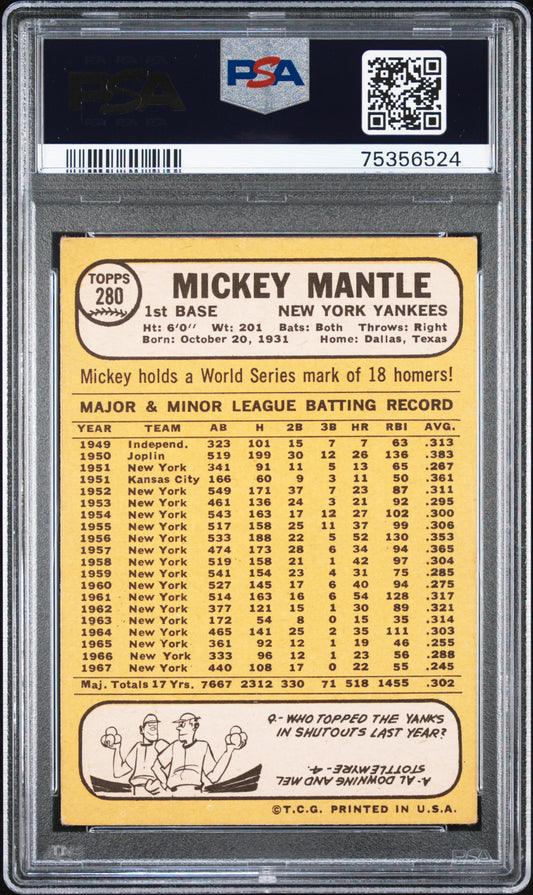 PSA
PSA
75356524
TOPPS
280
MICKEY MANTLE
1st BASE NEW YORK YANKEES
Ht: 6'0" Wt: 201 Bats: Both Throws: Right
Born: October 20, 1931 Home: Dallas, Texas
Mickey holds a World Series mark of 18 homers!
MAJOR & MINOR LEAGUE BATTING RECORD
YEAR TEAM AB H 2B 3B HR RBI AVG.
1949 Independ. 323 101 15 7 7 63 .313
1950 Joplin 519 199 30 12 26 136 .383
1951 New York 341 91 11 5 13 65 .267
1951 Kansas City 166 60 9 3 11 50 .361
1952 New York 549 171 37 7 23 87 .311
1953 New York 461 136 24 3 21 92 .295
1954 New York 543 163 17 12 27 102 .300
1955 New York 517 158 25 11 37 99 .306
1956 New York 533 188 22 5 52 130 .353
1957 New York 474 173 28 6 34 94 .365
1958 New York 519 158 21 1 42 97 .304
1959 New York 541 154 23 4 31 75 .285
1960 New York 527 145 17 6 40 94 .275
1961 New York 514 163 16 6 54 128 .317
1962 New York 377 121 15 1 30 89 .321
1963 New York 172 54 8 0 15 35 .314
1964 New York 465 141 25 2 35 111 .303
1965 New York 361 92 12 1 19 46 .255
1966 New York 333 96 12 1 23 56 .288
1967 New York 440 108 17 0 22 55 .245
Maj. Totals 17 Yrs. 7667 2312 330 71 518 1455 .302
Q.- WHO TOPPED THE YANKS
IN SHUTOUTS LAST YEAR?
A- AL DOWNING AND MEL
STOTTLEMYRE - 4.
©T.C.G. PRINTED IN U.S.A.
PSA